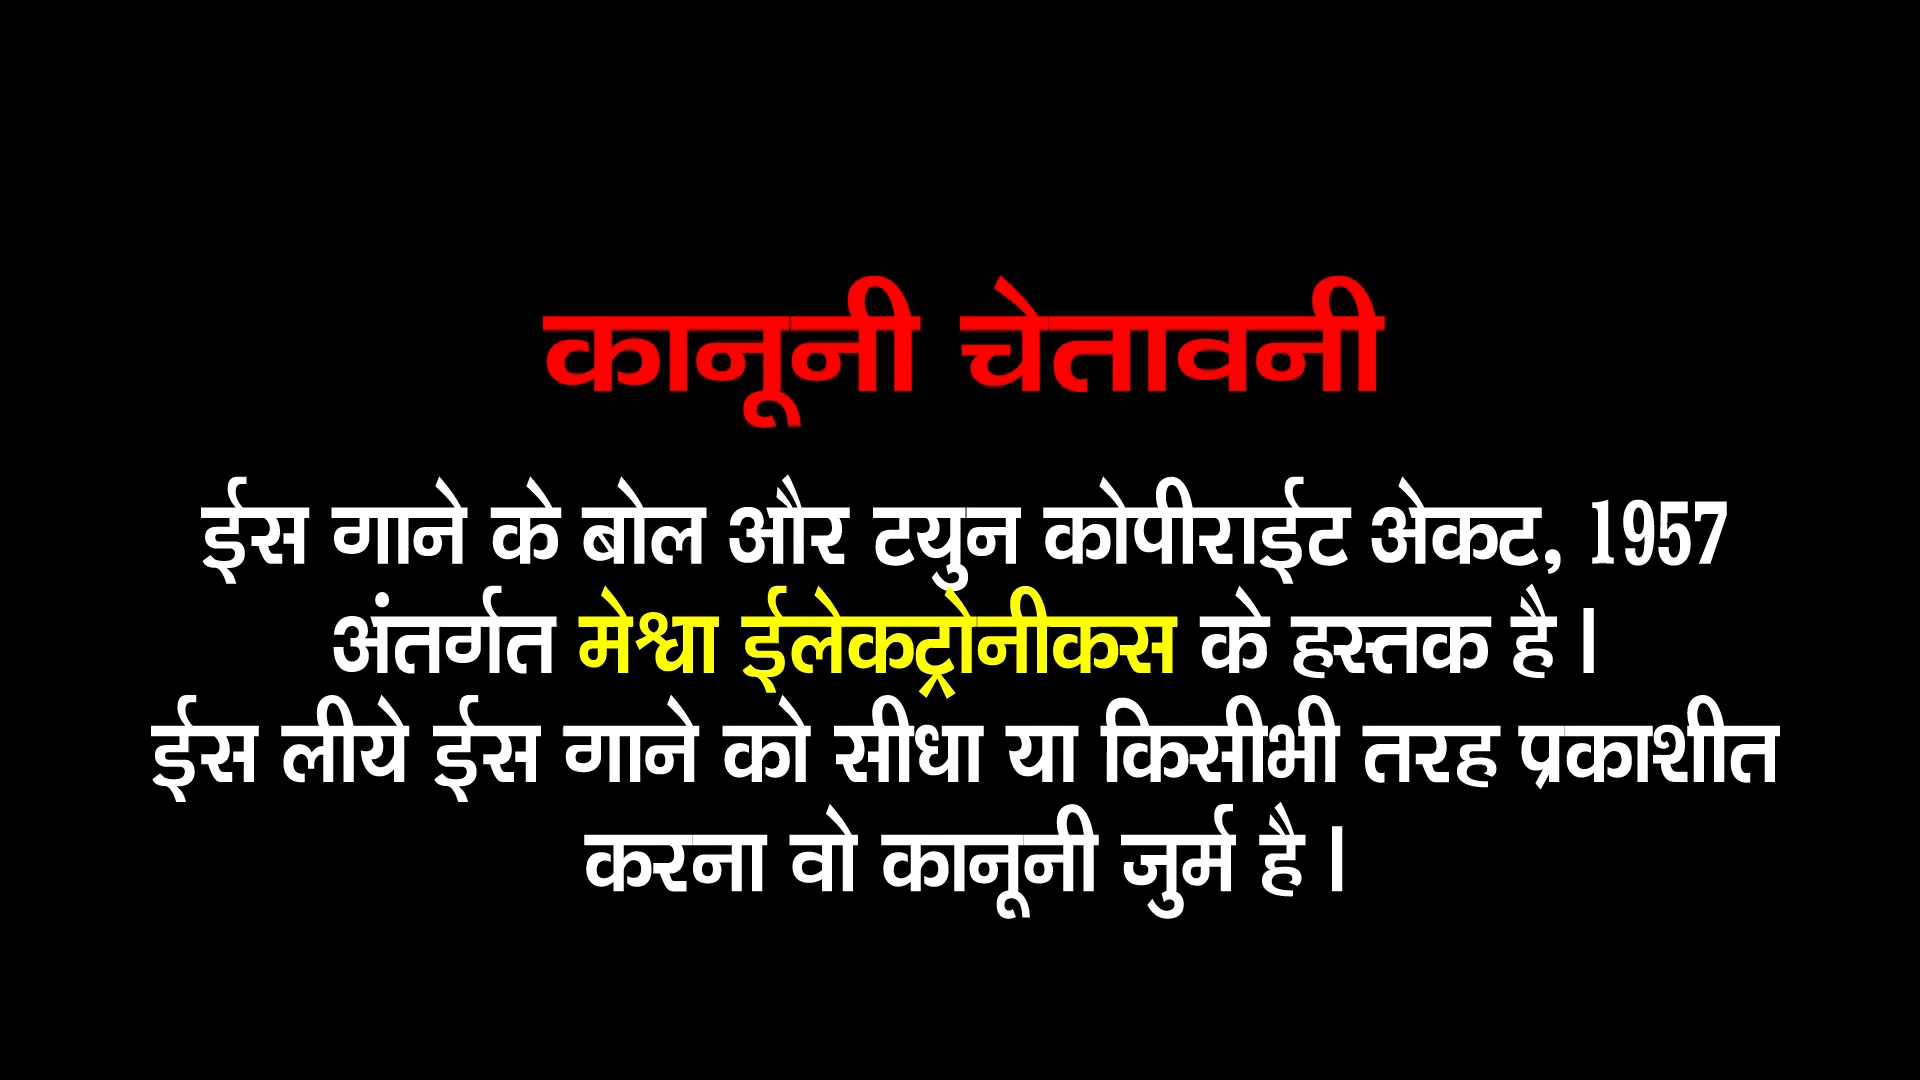 कानूनी चेतावनी
ईस गाने के बोल और टयुन कोपीराईट अेकट, 1957
अंतर्गत मेश्वा ईलेकट्रोनीकस के हस्तक है ।
ईस लीये ईस गाने को सीधा या किसीभी तरह प्रकाशीत
करना वो कानूनी जुर्म है ।